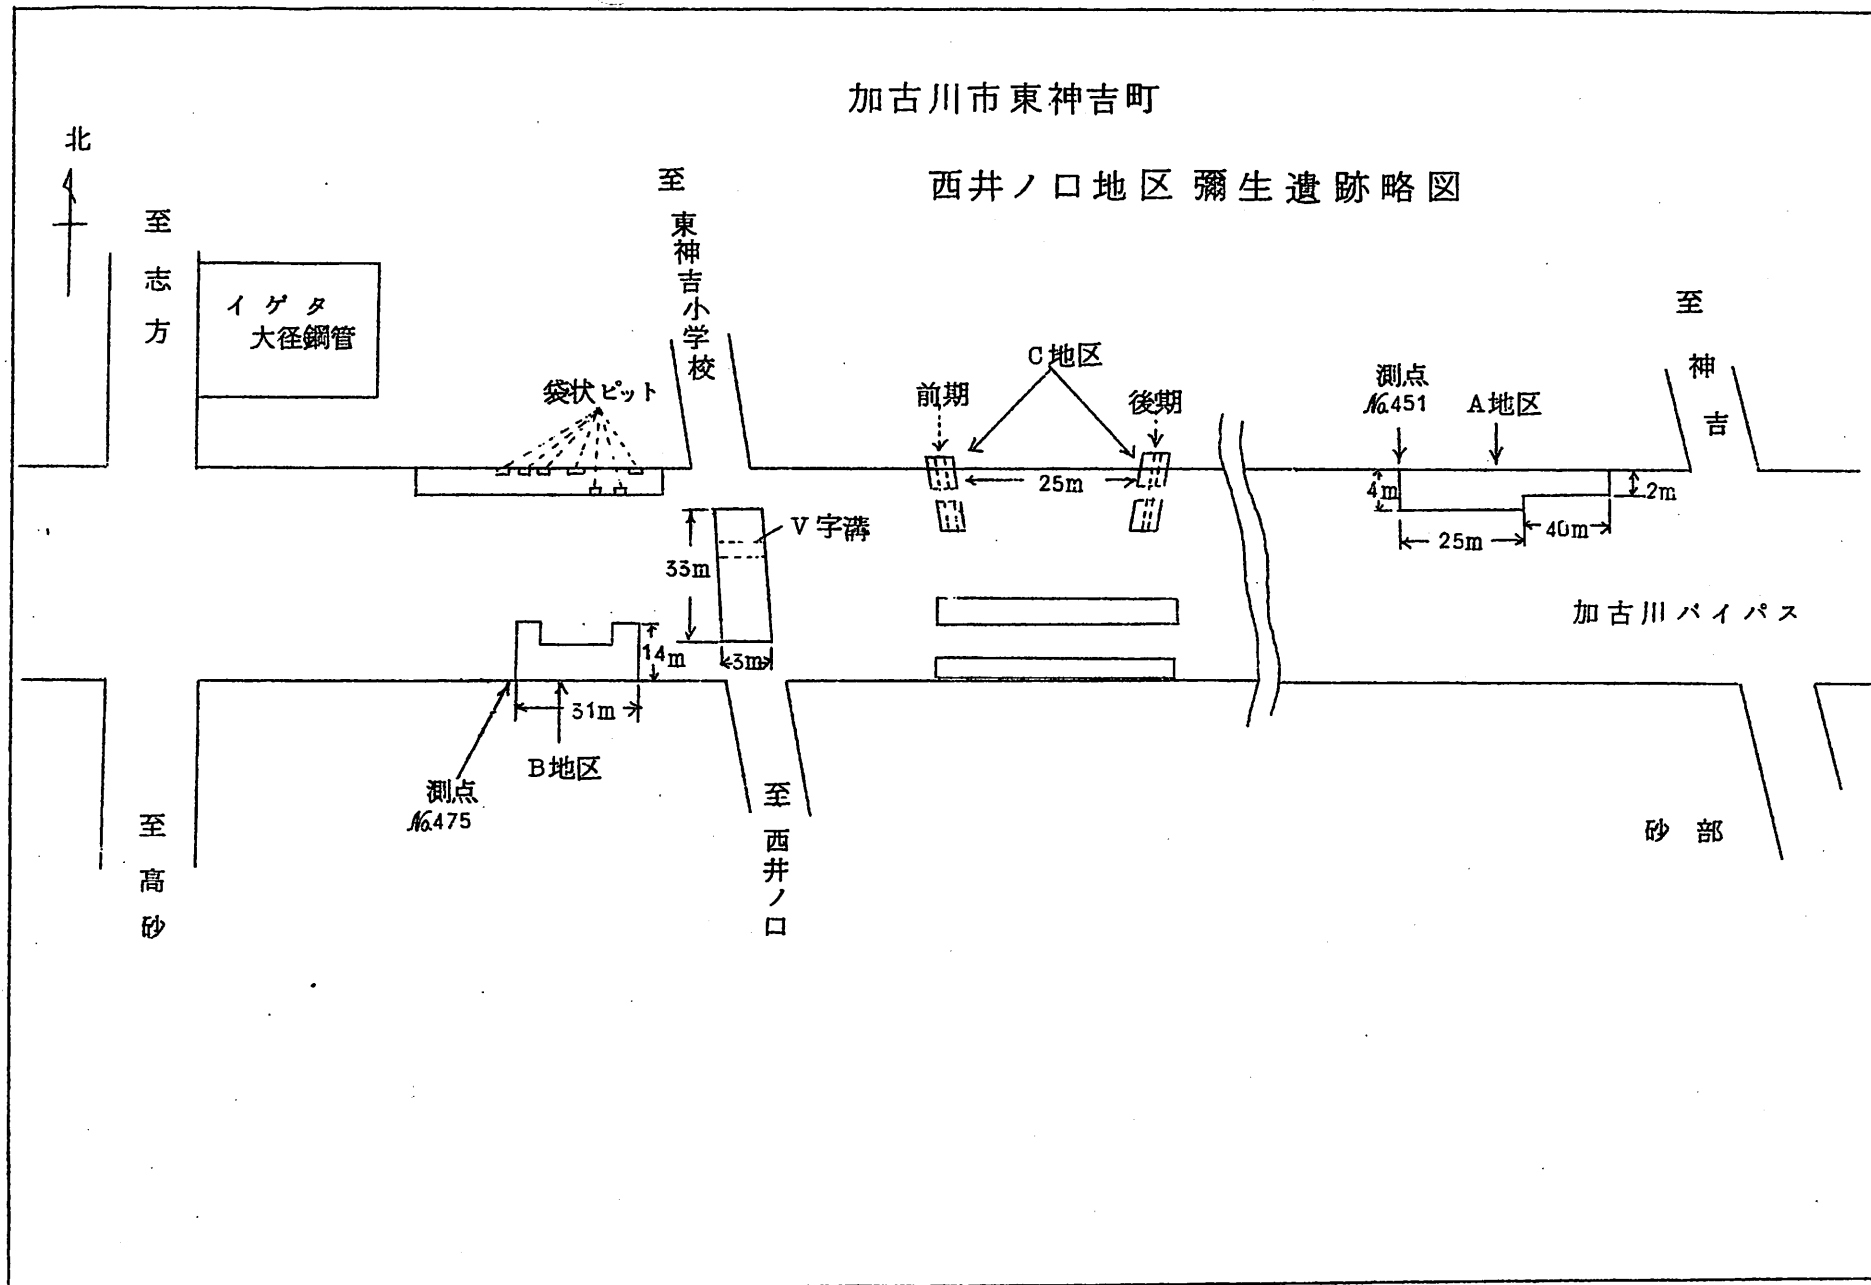 加古川市東神吉町
西井ノ口地区彌生遺跡略図
北
至志方
イゲタ
大径鋼管
至東神吉小学校
袋状ピット
C地区
前期
後期
25m
測点
№451
A地区
至神吉
4m
2m
25m
40m
V字溝
33m
3m
14m
31m
加古川バイパス
測点
№475
B地区
至高砂
至西井ノ口
砂部